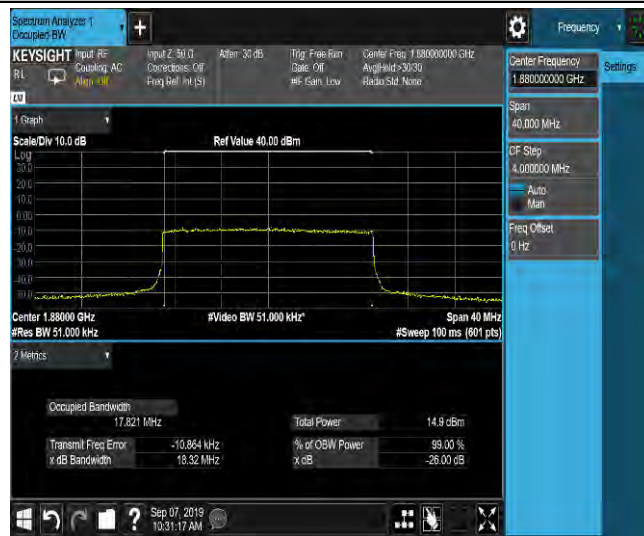 Spectrum Analyzer 1
Occupied BW
Frequency
KEYSIGHT
RL
Input: RF
Coupling: AC
Align: Off
Input Z: 50 Ω
Corrections: Off
Freq Ref: Int (S)
Atten: 30 dB
Trig: Free Run
Gate: Off
#IF Gain: Low
Center Freq: 1.880000000 GHz
Avg|Hold:>30/30
Radio Std: None
Center Frequency
1.880000000 GHz
Settings
Span
40.000 MHz
CF Step
4.000000 MHz
Auto
Man
Freq Offset
0 Hz
1 Graph
Scale/Div 10.0 dB
Ref Value 40.00 dBm
Log
30.0
20.0
10.0
0.00
-10.0
-20.0
-30.0
-40.0
-50.0
Center 1.88000 GHz
#Video BW 51.000 kHz*
Span 40 MHz
#Res BW 51.000 kHz
#Sweep 100 ms (601 pts)
2 Metrics
Occupied Bandwidth
17.821 MHz
Total Power
14.9 dBm
Transmit Freq Error
-10.864 kHz
% of OBW Power
99.00 %
x dB Bandwidth
18.32 MHz
x dB
-26.00 dB
?
Sep 07, 2019
10:31:17 AM